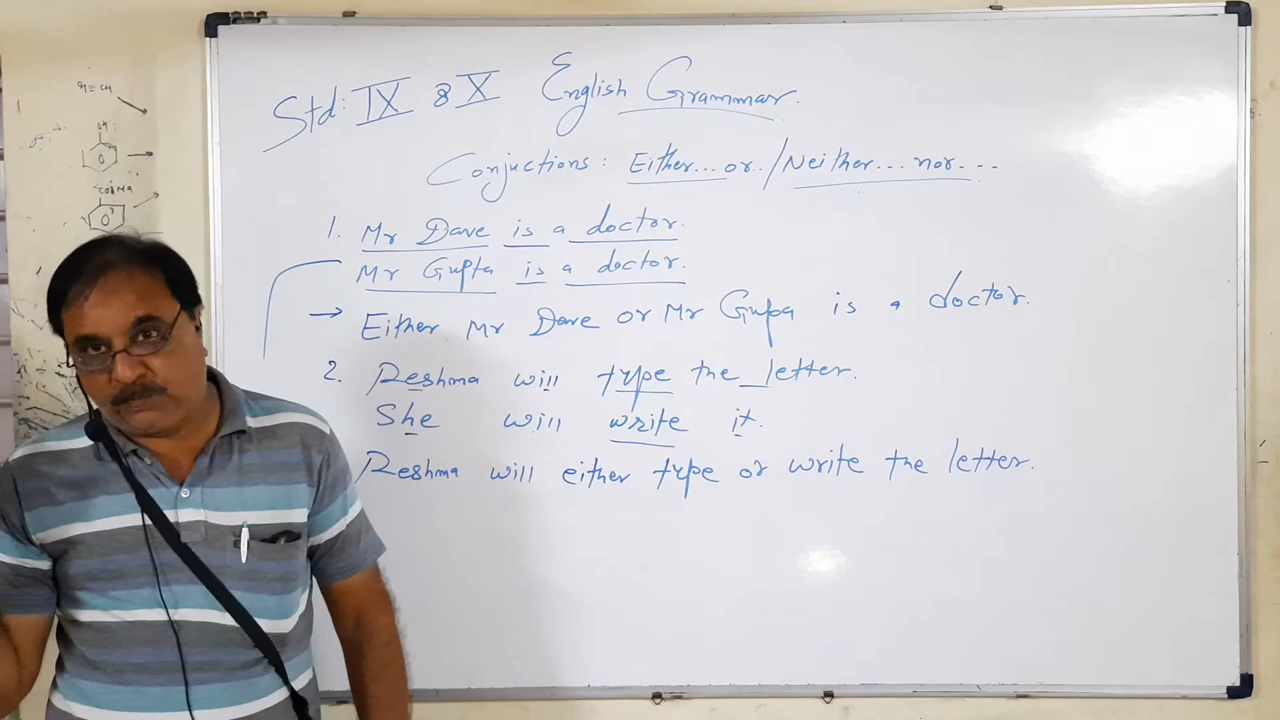 Std: IX & X English Grammar.
Conjuctions: Either...or../Neither...nor....
1. Mr Dave is a doctor.
Mr Gupta is a doctor.
→ Either Mr Dave or Mr Gupa is a doctor.
2. Reshma will type the letter.
She will write it.
Reshma will either type or write the letter.